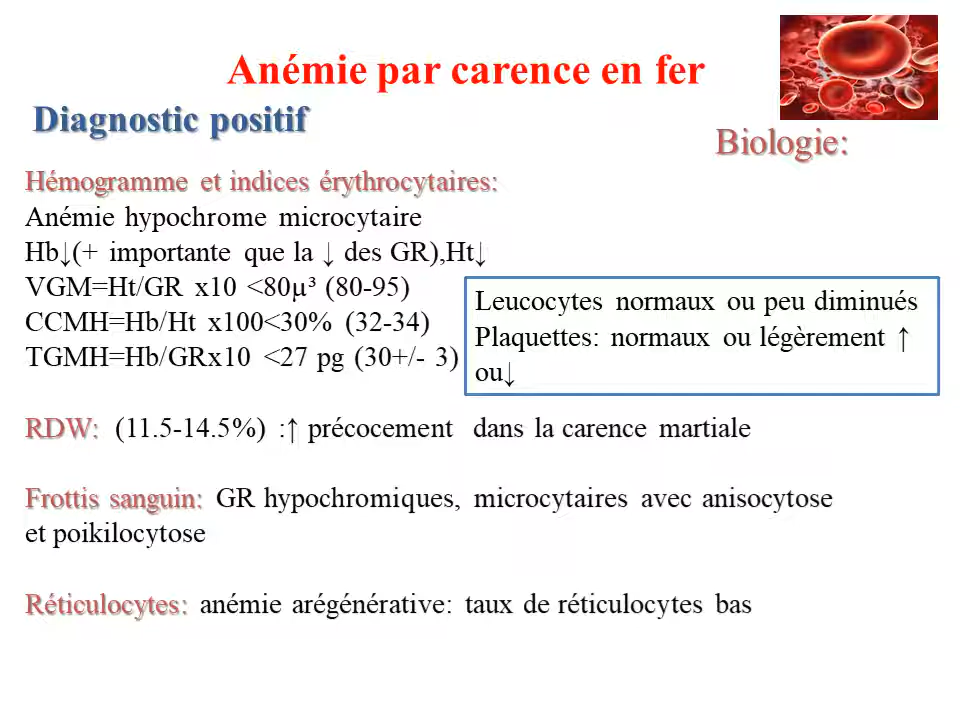 Anémie par carence en fer
Diagnostic positif
Biologie:
Hémogramme et indices érythrocytaires:
Anémie hypochrome microcytaire
Hb↓(+ importante que la ↓ des GR),Ht↓
VGM=Ht/GR x10 <80µ³ (80-95)
CCMH=Hb/Ht x100<30% (32-34)
TGMH=Hb/GRx10 <27 pg (30+/- 3)
Leucocytes normaux ou peu diminués
Plaquettes: normaux ou légèrement ↑
ou↓
RDW: (11.5-14.5%) :↑ précocement dans la carence martiale
Frottis sanguin: GR hypochromiques, microcytaires avec anisocytose
et poikilocytose
Réticulocytes: anémie arégénérative: taux de réticulocytes bas